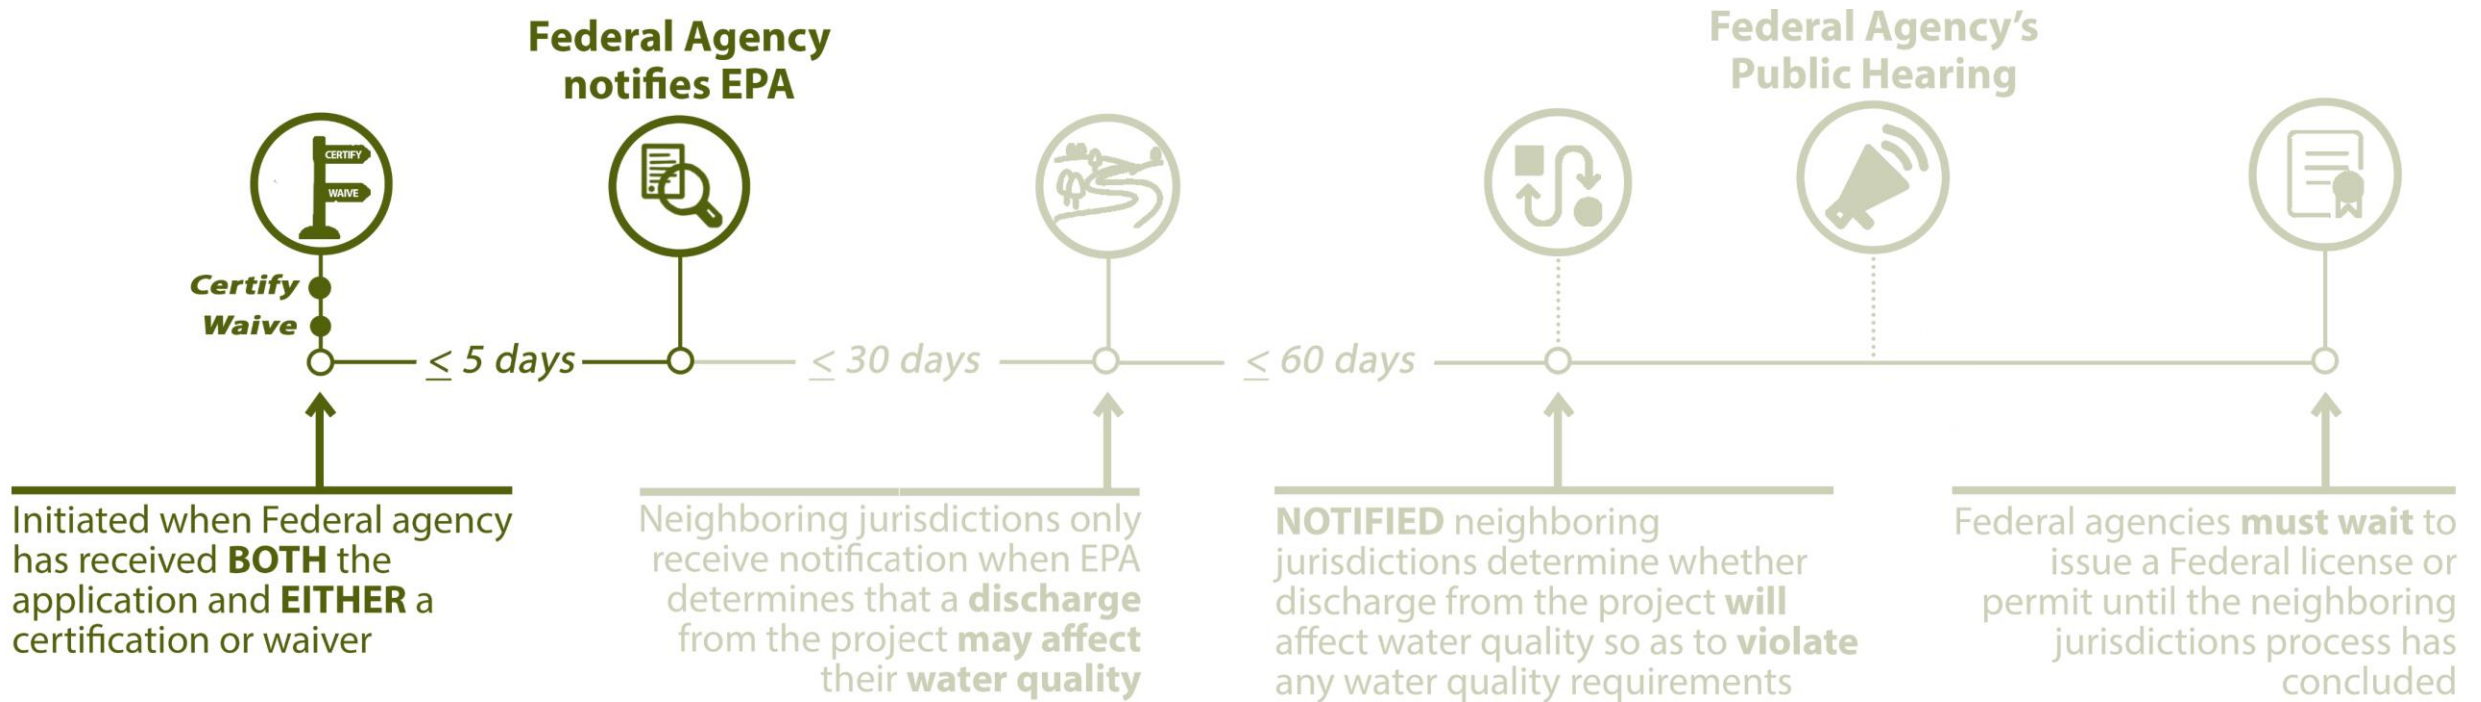 Federal Agency
notifies EPA
Federal Agency's
Public Hearing
CERTIFY
WAIVE
Certify
Waive
≤ 5 days
≤ 30 days
≤ 60 days
Initiated when Federal agency
has received BOTH the
application and EITHER a
certification or waiver
Neighboring jurisdictions only
receive notification when EPA
determines that a discharge
from the project may affect
their water quality
NOTIFIED neighboring
jurisdictions determine whether
discharge from the project will
affect water quality so as to violate
any water quality requirements
Federal agencies must wait to
issue a Federal license or
permit until the neighboring
jurisdictions process has
concluded